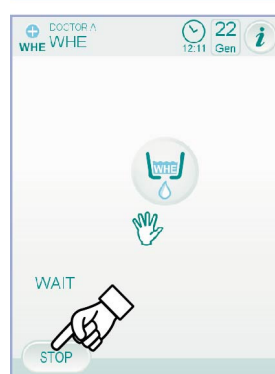 DOCTOR A
WHE WHE
12:11
22
Gen
i
WHE
WAIT
STOP